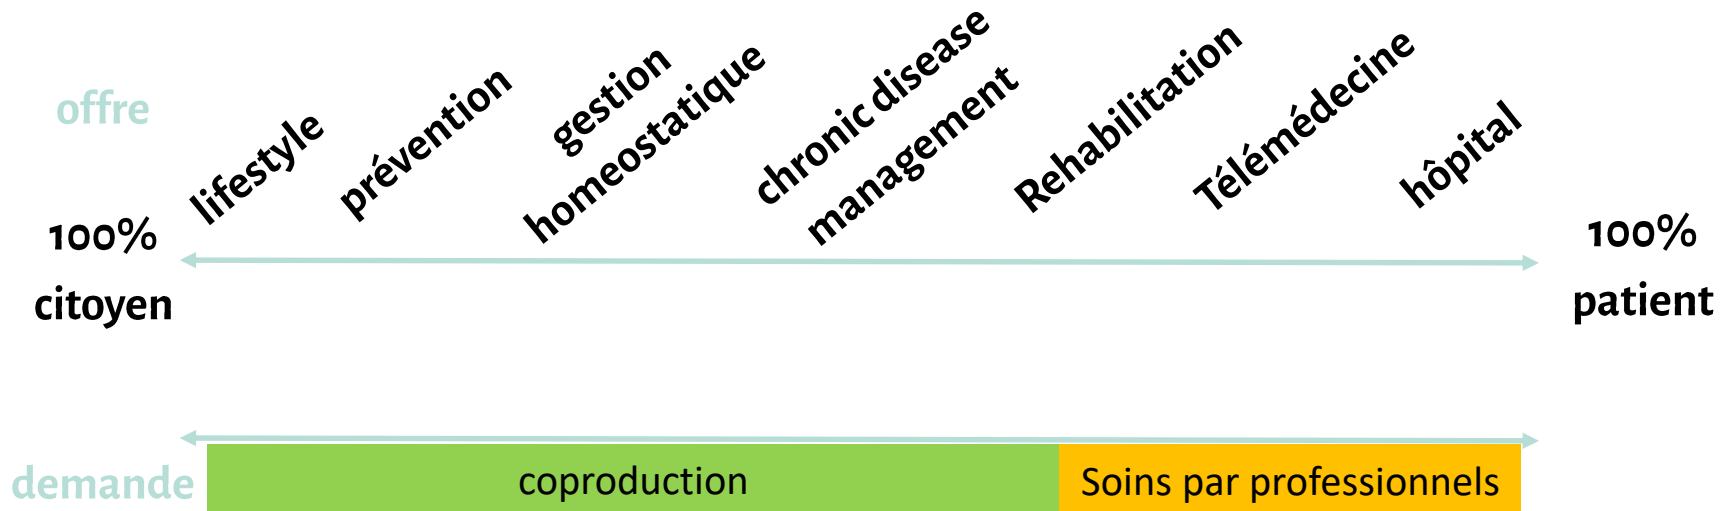 offre
lifestyle
prévention
gestion
homeostatique
chronic disease
management
Rehabilitation
Télémédecine
hôpital
100%
citoyen
100%
patient
demande
coproduction
Soins par professionnels